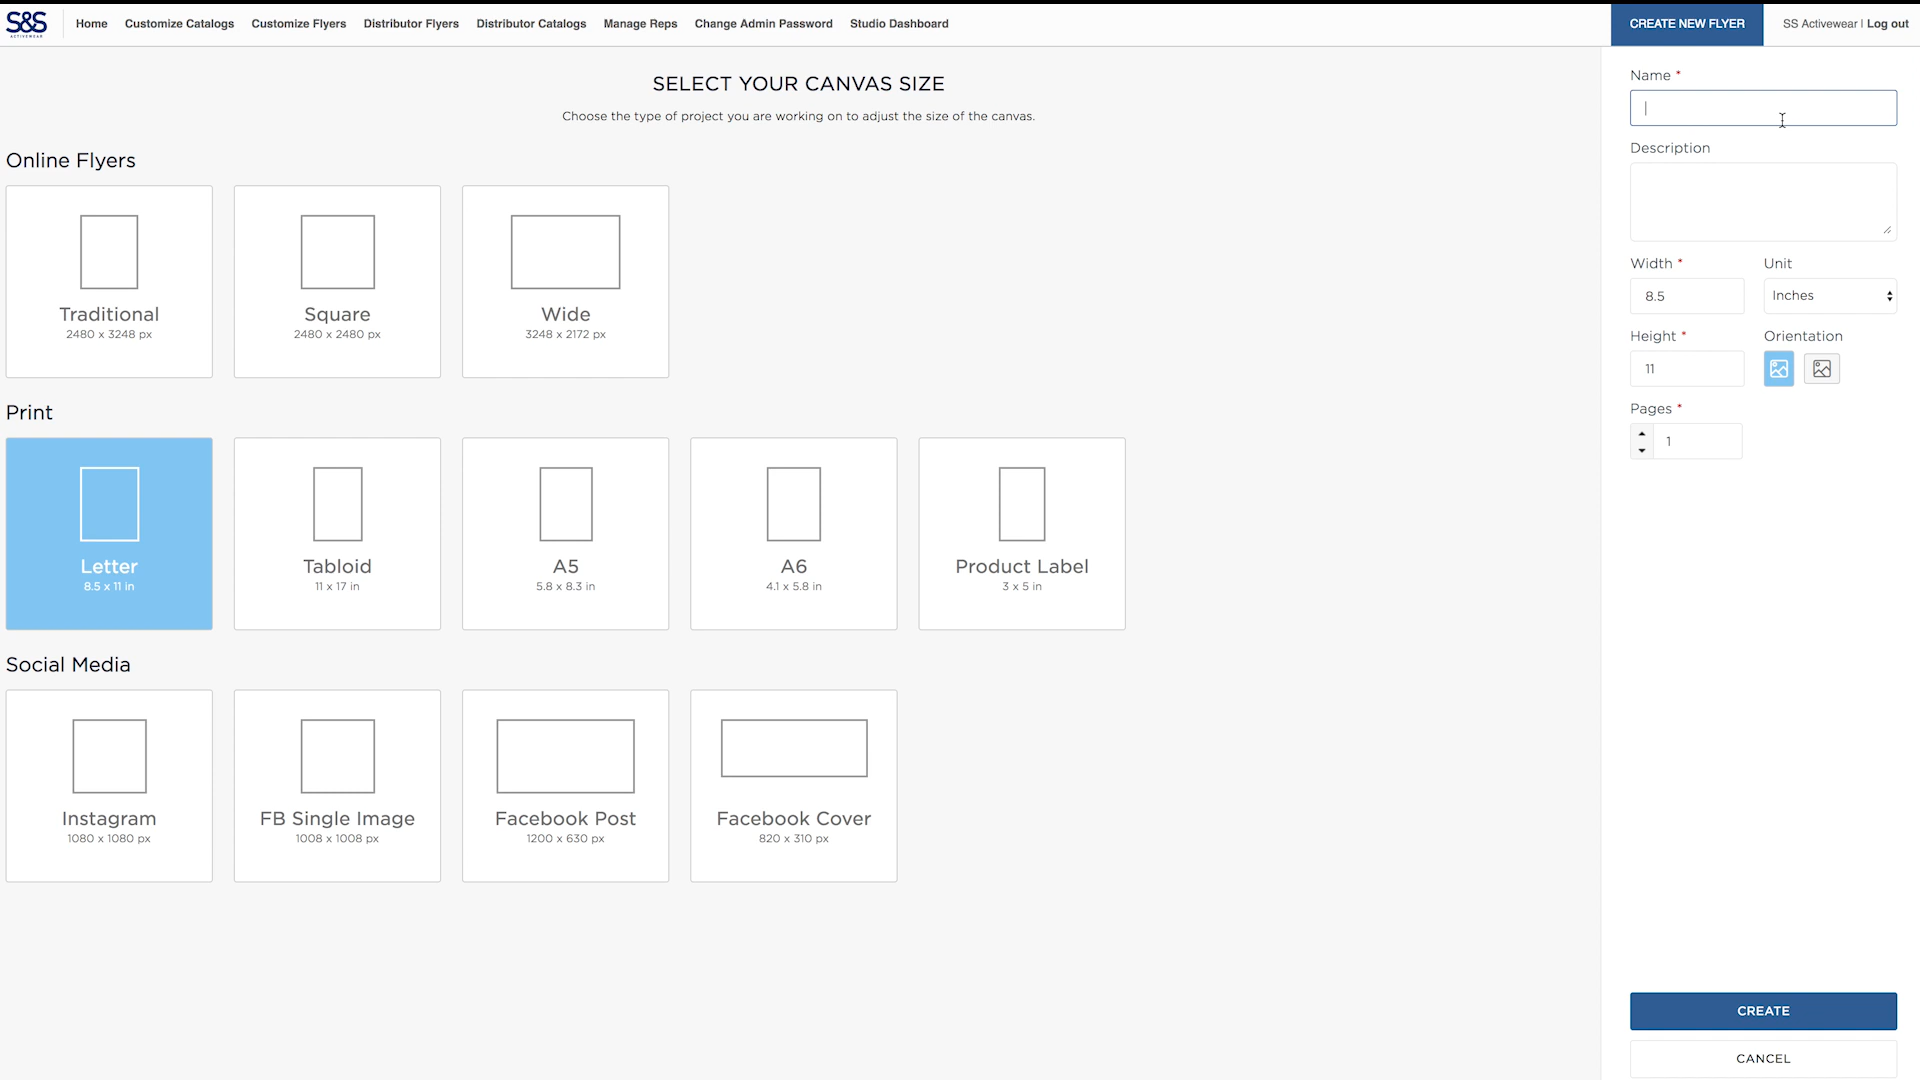 S&S
ACTIVEWEAR
Home Customize Catalogs Customize Flyers Distributor Flyers Distributor Catalogs Manage Reps Change Admin Password Studio Dashboard CREATE NEW FLYER SS Activewear | Log out
SELECT YOUR CANVAS SIZE
Choose the type of project you are working on to adjust the size of the canvas.
Online Flyers
Traditional
2480 x 3248 px
Square
2480 x 2480 px
Wide
3248 x 2172 px
Print
Letter
8.5 x 11 in
Tabloid
11 x 17 in
A5
5.8 x 8.3 in
A6
4.1 x 5.8 in
Product Label
3 x 5 in
Social Media
Instagram
1080 x 1080 px
FB Single Image
1008 x 1008 px
Facebook Post
1200 x 630 px
Facebook Cover
820 x 310 px
Name *
Description
Width * Unit
8.5 Inches
Height * Orientation
11
Pages *
1
CREATE
CANCEL